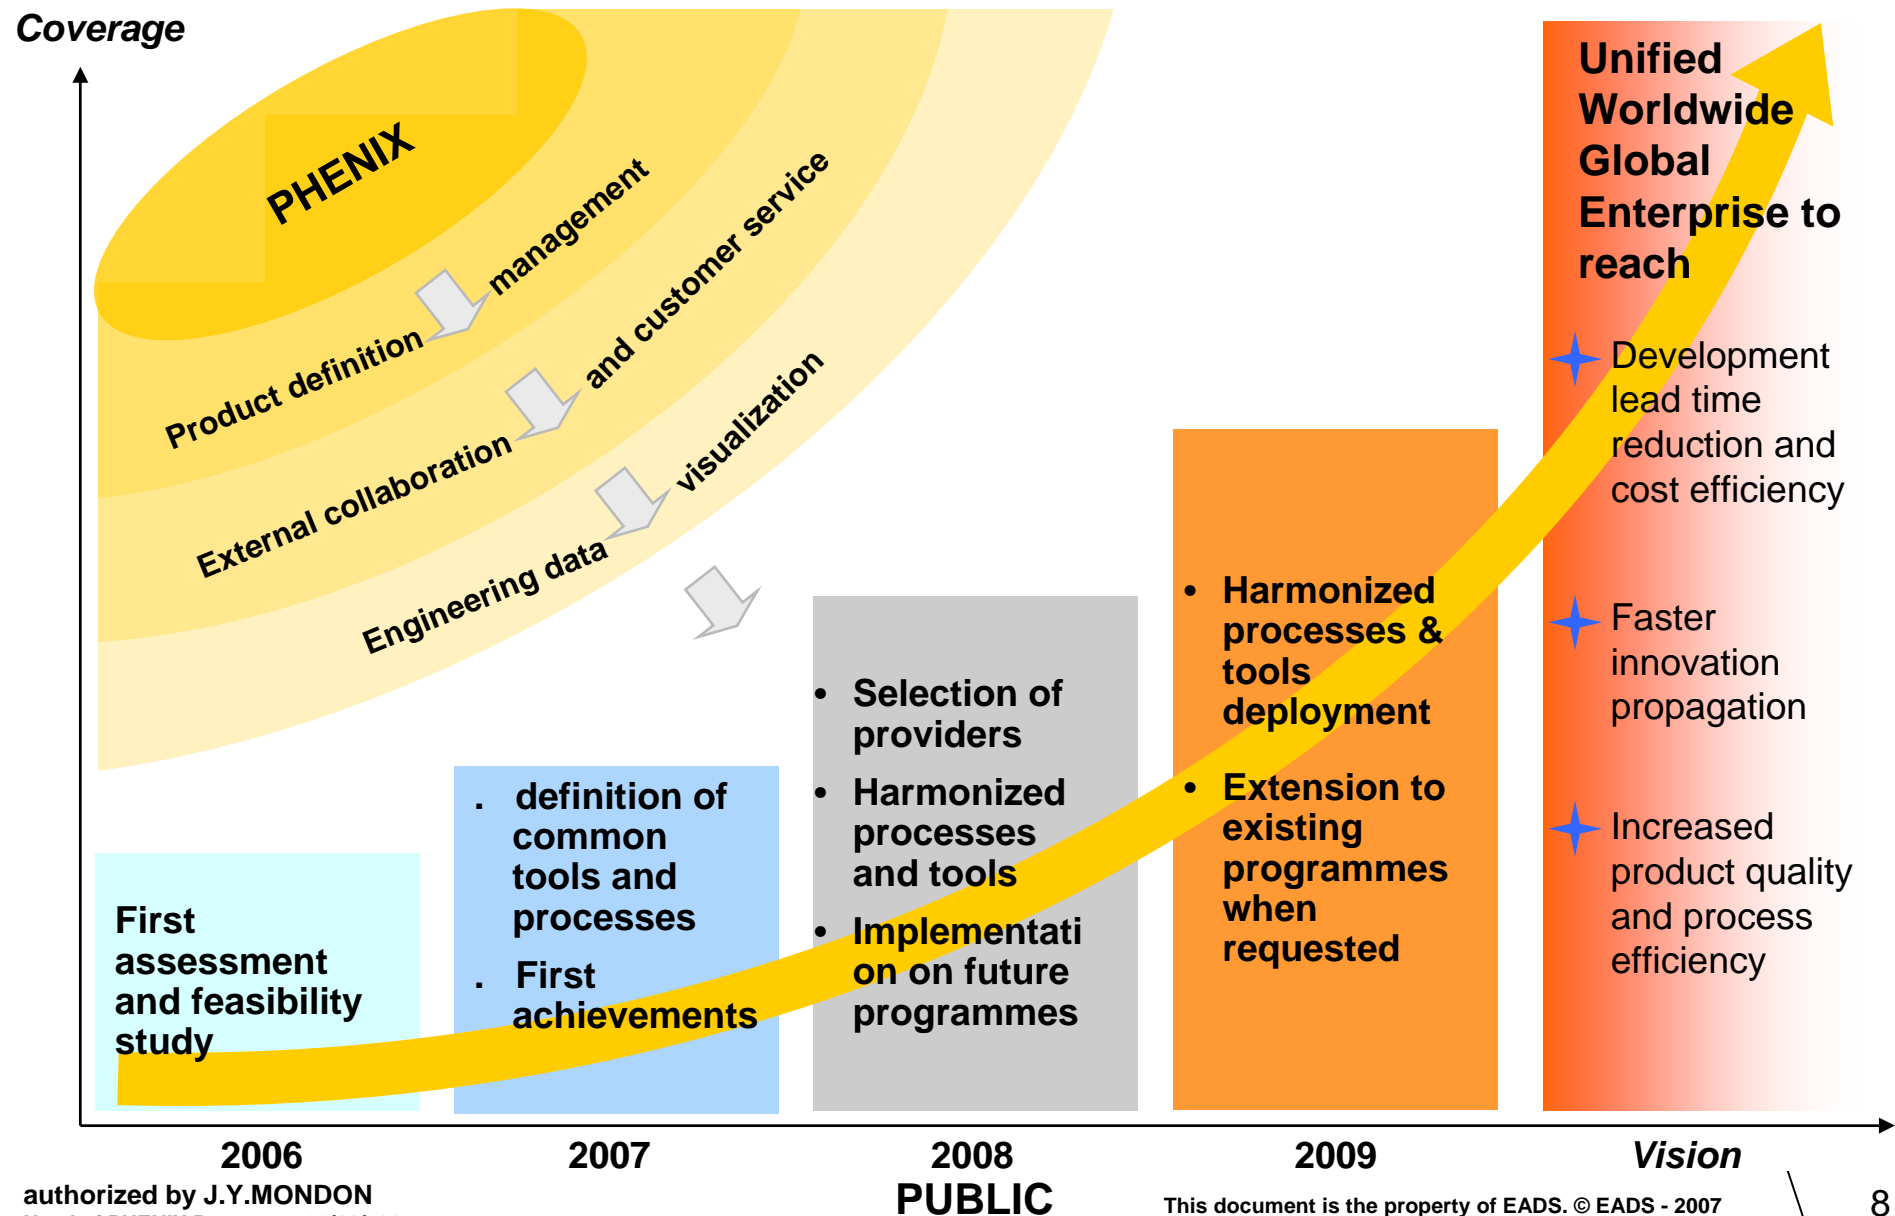 Coverage
PHENIX
Product definition management
External collaboration and customer service
Engineering data visualization
First
assessment
and feasibility
study
. definition of
common
tools and
processes
. First
achievements
• Selection of
providers
• Harmonized
processes
and tools
• Implementati
on on future
programmes
• Harmonized
processes &
tools
deployment
• Extension to
existing
programmes
when
requested
Unified
Worldwide
Global
Enterprise to
reach
Development
lead time
reduction and
cost efficiency
Faster
innovation
propagation
Increased
product quality
and process
efficiency
2006 2007 2008 2009 Vision
authorized by J.Y.MONDON
PUBLIC
This document is the property of EADS. © EADS - 2007
8